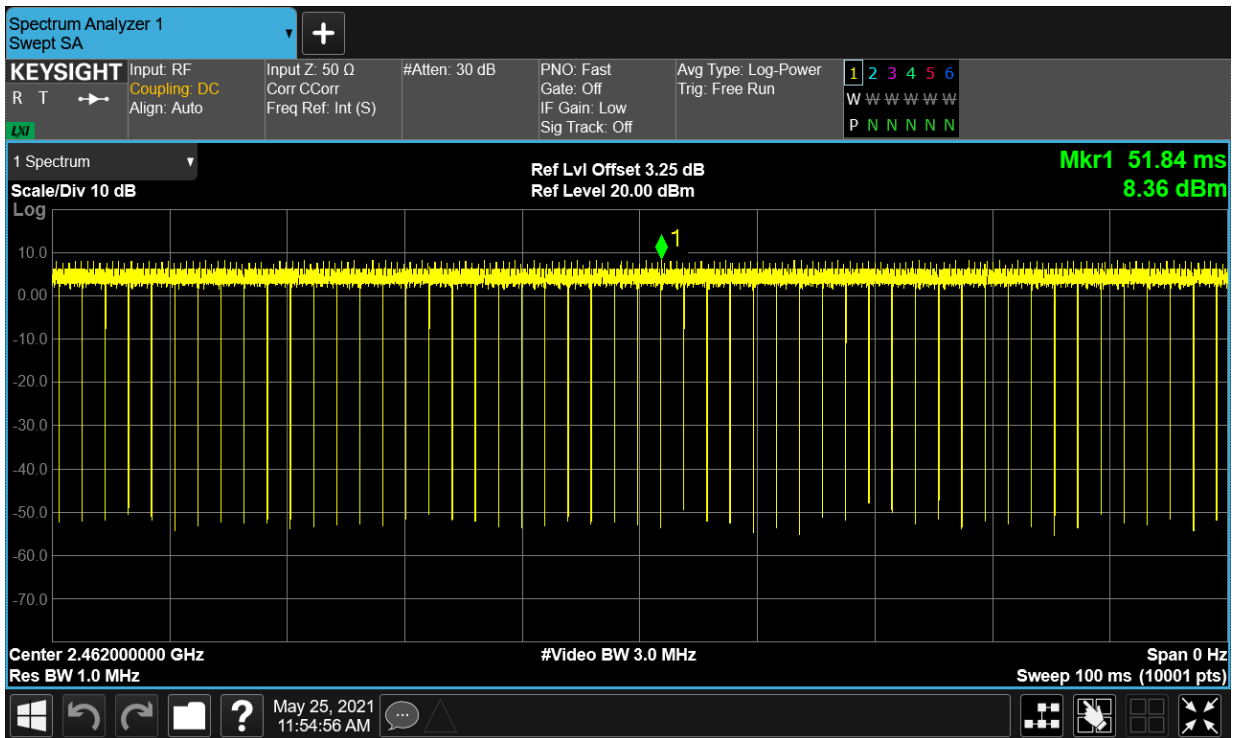 Spectrum Analyzer 1
Swept SA
KEYSIGHT
R T
LXI
Input: RF
Coupling: DC
Align: Auto
Input Z: 50 Ω
Corr CCorr
Freq Ref: Int (S)
#Atten: 30 dB
PNO: Fast
Gate: Off
IF Gain: Low
Sig Track: Off
Avg Type: Log-Power
Trig: Free Run
1 2 3 4 5 6
W W W W W W
P N N N N N
1 Spectrum
Scale/Div 10 dB
Log
Ref Lvl Offset 3.25 dB
Ref Level 20.00 dBm
Mkr1 51.84 ms
8.36 dBm
1
10.0
0.00
-10.0
-20.0
-30.0
-40.0
-50.0
-60.0
-70.0
Center 2.462000000 GHz
#Video BW 3.0 MHz
Span 0 Hz
Res BW 1.0 MHz
Sweep 100 ms (10001 pts)
?
May 25, 2021
11:54:56 AM